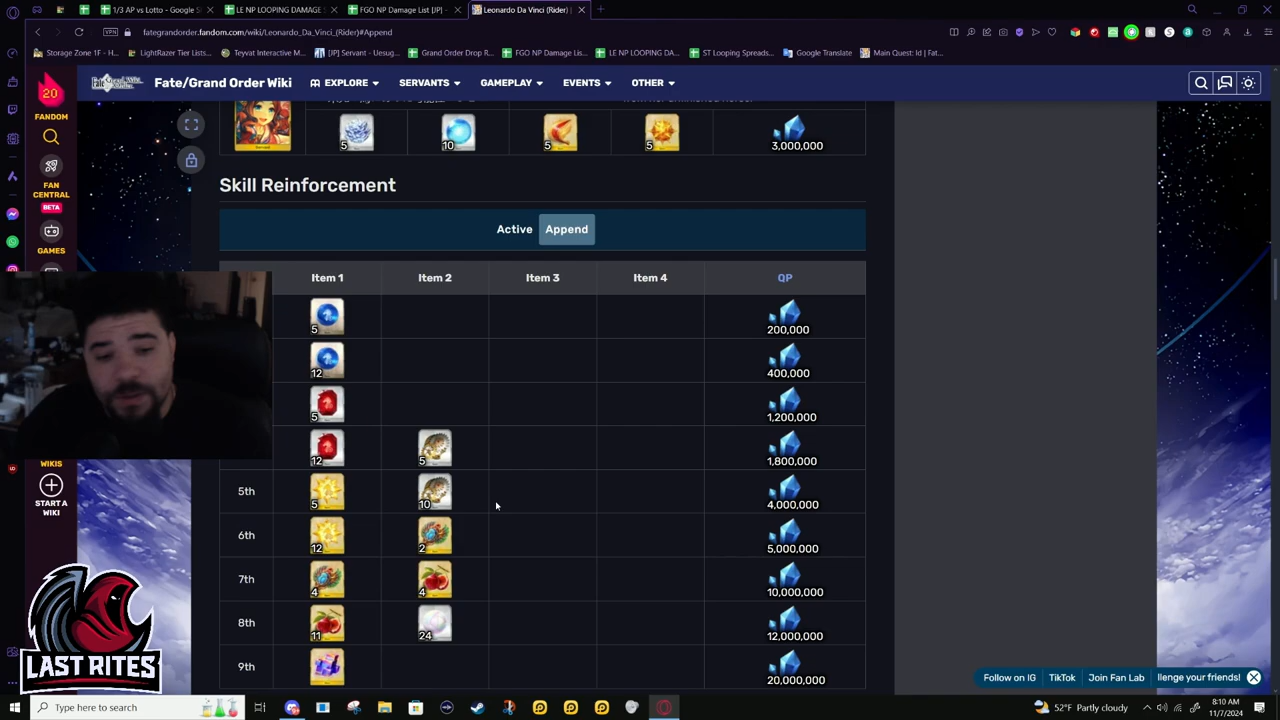 1/3 AP vs Lotto - Google S
LE NP LOOPING DAMAGE
FGO NP Damage List [JP]
Leonardo Da Vinci (Rider) |
VPN
fategrandorder.fandom.com/wiki/Leonardo_Da_Vinci_(Rider)#Append
Storage Zone 1F - H...
LightRazer Tier Lists...
Teyvat Interactive M...
[JP] Servant - Uesug...
Grand Order Drop R...
FGO NP Damage Lis...
LE NP LOOPING DA...
ST Looping Spreads...
Google Translate
Main Quest: Id | Fat...
20
FANDOM
Fate/Grand Order Wiki
EXPLORE
SERVANTS
GAMEPLAY
EVENTS
OTHER
FAN
CENTRAL
BETA
GAMES
WIKIS
START A
WIKI
5
10
5
5
3,000,000
Skill Reinforcement
Active
Append
Item 1
Item 2
Item 3
Item 4
QP
5
200,000
12
400,000
5
1,200,000
12
5
1,800,000
5th
5
10
4,000,000
6th
12
2
5,000,000
7th
4
4
10,000,000
8th
11
24
12,000,000
9th
20,000,000
Follow on IG
TikTok
Join Fan Lab
llenge your friends!
LAST RITES
Type here to search
52°F Partly cloudy
8:10 AM
11/7/2024